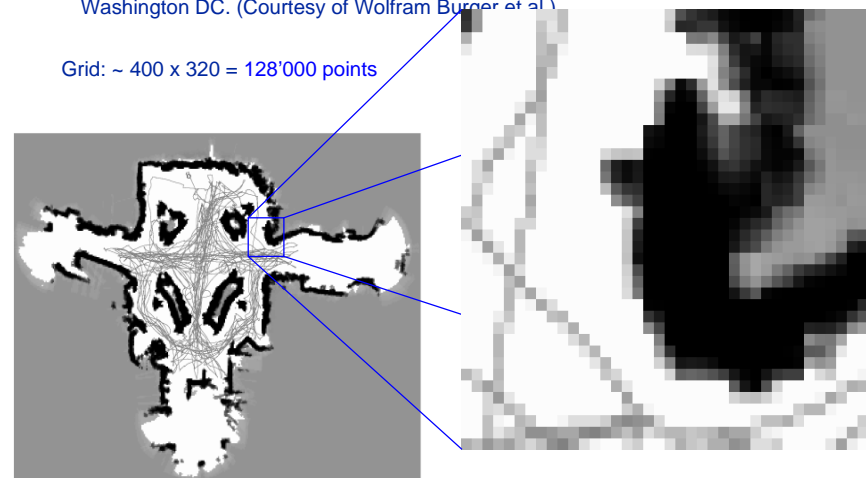 Washington DC. (Courtesy of Wolfram Burger et al.)
Grid: ~ 400 x 320 = 128’000 points